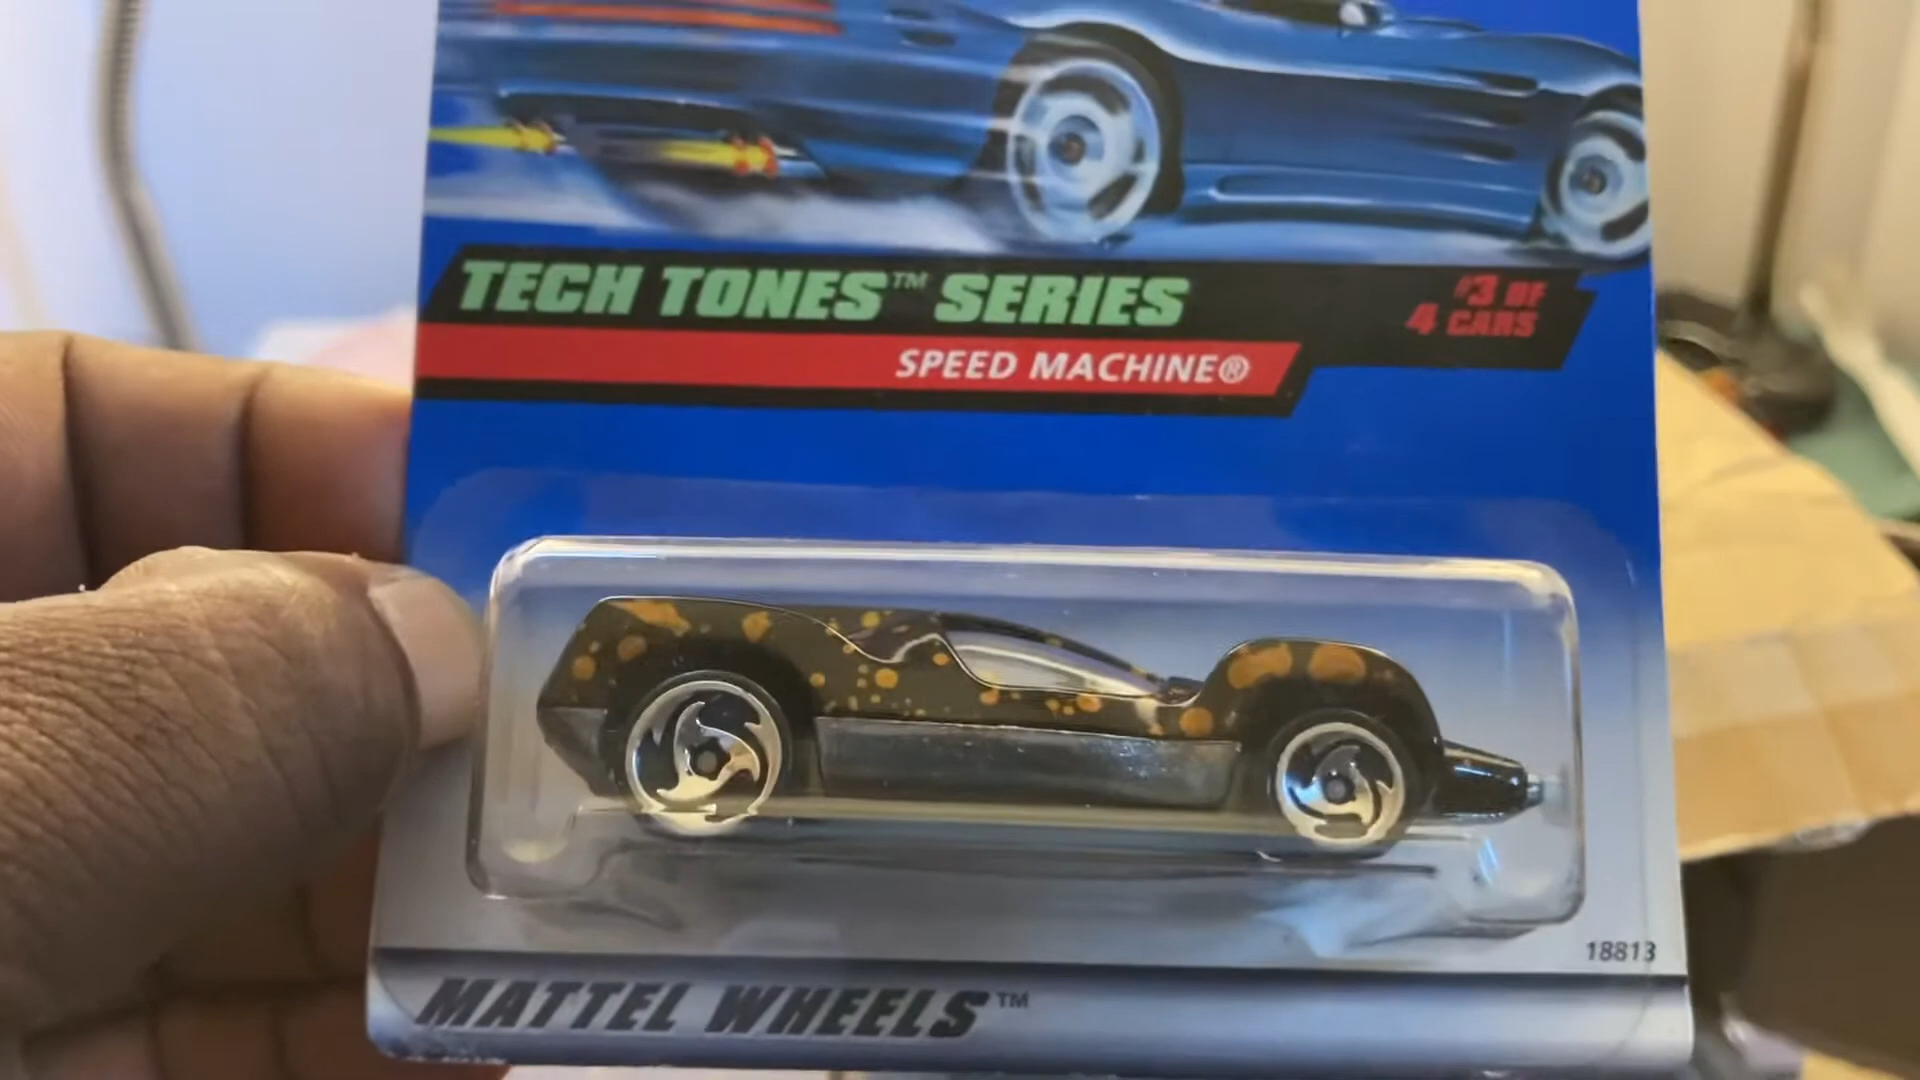 TECH TONES™ SERIES
#3 OF
4 CARS
SPEED MACHINE®
18813
MATTEL WHEELS™